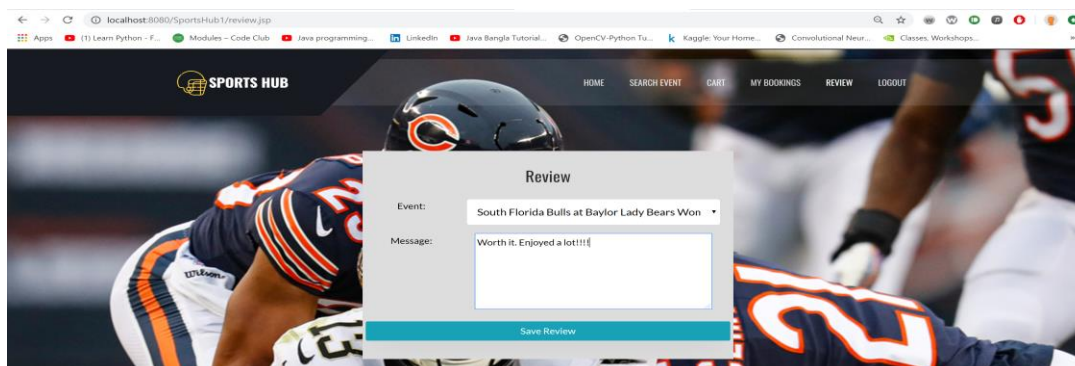 localhost:8080/SportsHub1/review.jsp
Apps (1) Learn Python - F... Modules – Code Club Java programming... LinkedIn Java Bangla Tutorial... OpenCV-Python Tu... Kaggle: Your Home... Convolutional Neur... Classes, Workshops...
SPORTS HUB HOME SEARCH EVENT CART MY BOOKINGS REVIEW LOGOUT
Review
Event: South Florida Bulls at Baylor Lady Bears Won
Message: Worth it. Enjoyed a lot!!!!
Wilson
Save Review